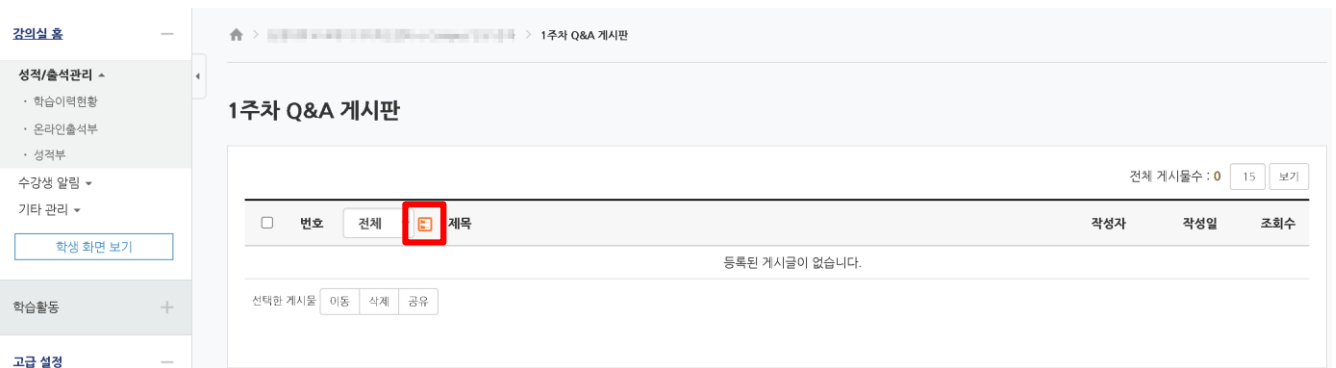 강의실 홈
1주차 Q&A 게시판
성적/출석관리
· 학습이력현황
· 온라인출석부
· 성적부
수강생 알림
기타 관리
학생 화면 보기
학습활동
고급 설정
1주차 Q&A 게시판
전체 게시물수 : 0 15 보기
번호 전체 제목 작성자 작성일 조회수
등록된 게시글이 없습니다.
선택한 게시물 이동 삭제 공유